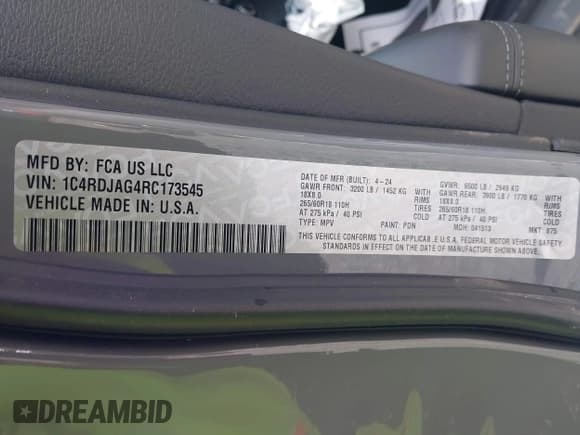 MFD BY: FCA US LLC
VIN: 1C4RDJAG4RC173545
VEHICLE MADE IN: U.S.A.
DATE OF MFR (BUILT): 4-24
GVWR: 6500 LB / 2949 KG
GAWR FRONT: 3200 LB / 1452 KG
GAWR REAR: 3900 LB / 1770 KG
18X8.0 RIMS 18X8.0 RIMS
265/60R18 110H TIRES 265/60R18 110H TIRES
AT 275 kPa / 40 PSI COLD AT 275 kPa / 40 PSI COLD
TYPE: MPV PAINT: PDN MDH: 041513 MKT: 875
THIS VEHICLE CONFORMS TO ALL APPLICABLE U.S.A. FEDERAL MOTOR VEHICLE SAFETY
STANDARDS IN EFFECT ON THE DATE OF MANUFACTURE SHOWN ABOVE.
DREAMBID